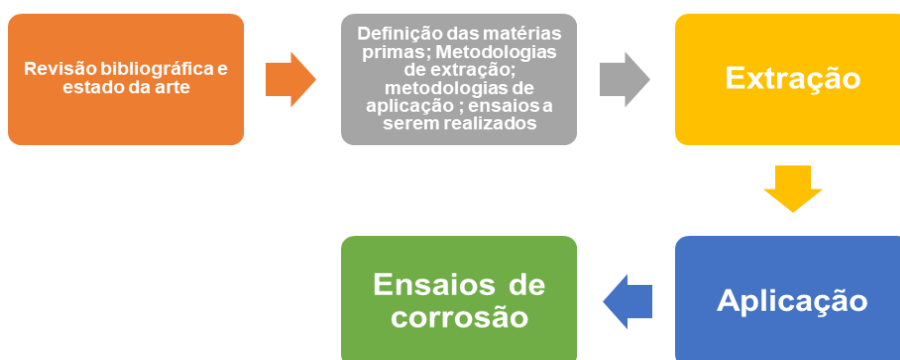 Revisão bibliográfica e
estado da arte
Definição das matérias
primas; Metodologias
de extração;
metodologias de
aplicação ; ensaios a
serem realizados
Extração
Aplicação
Ensaios de
corrosão